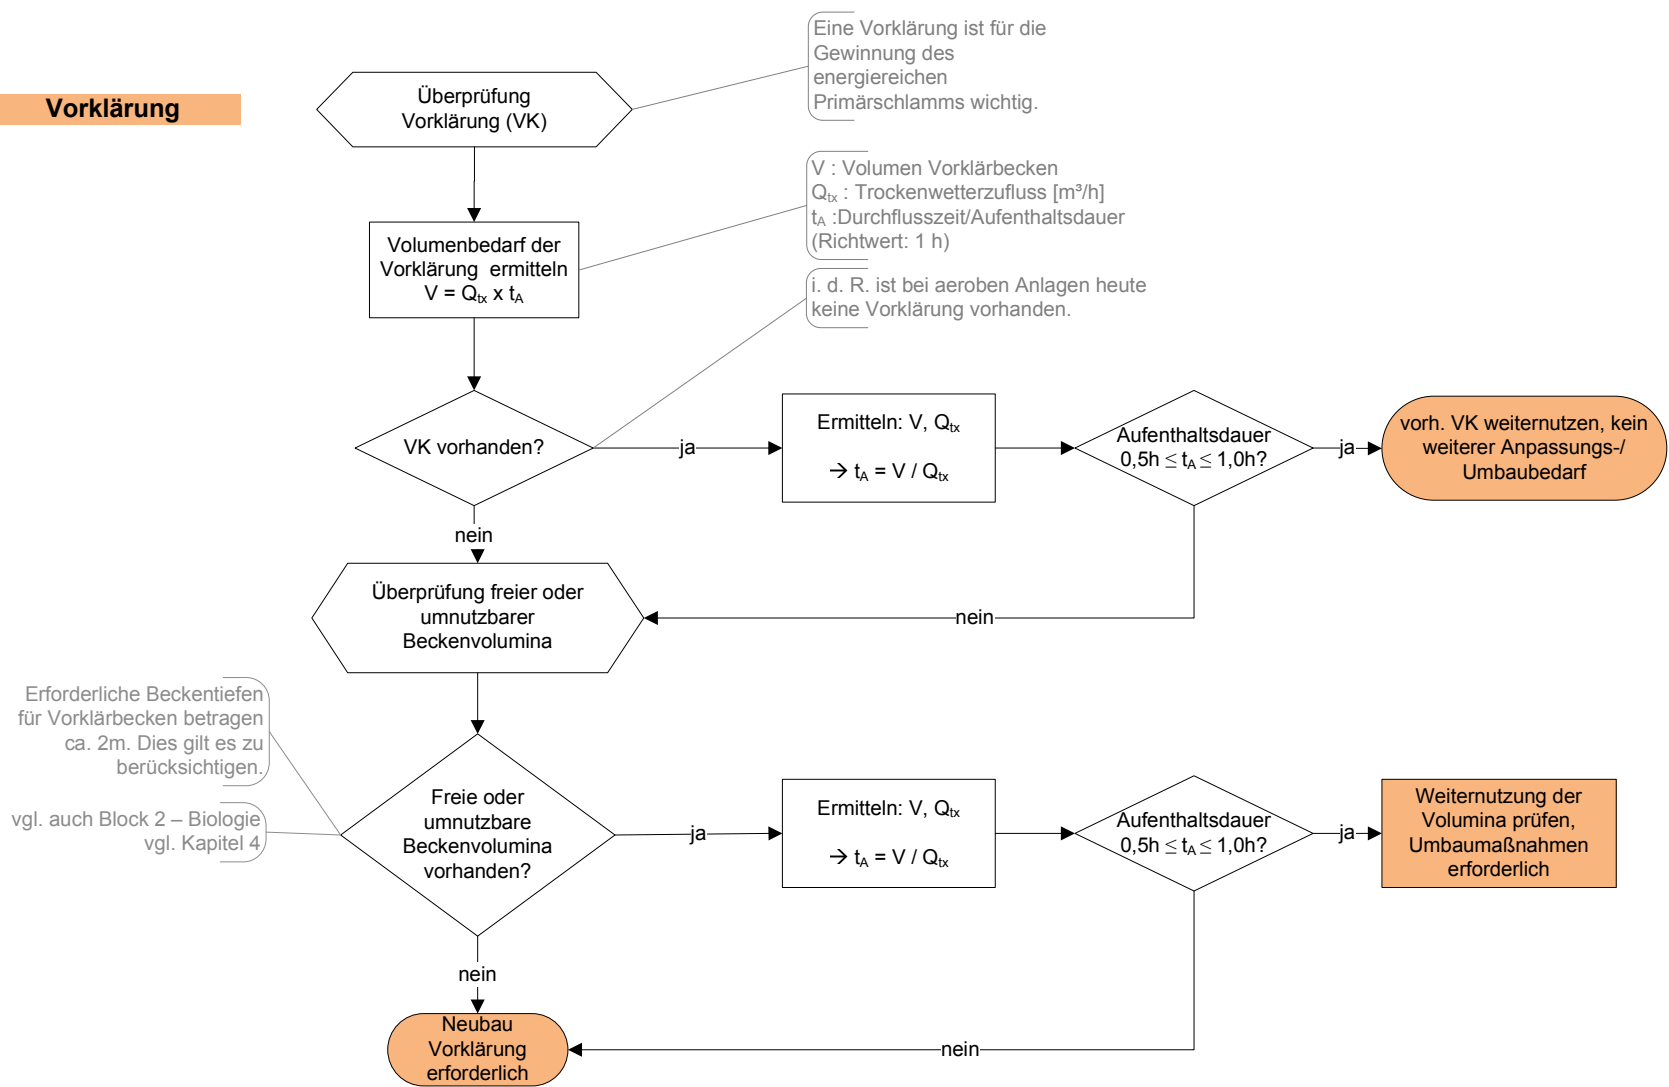 Vorklärung
Überprüfung
Vorklärung (VK)
Eine Vorklärung ist für die
Gewinnung des
energiereichen
Primärschlamms wichtig.
V : Volumen Vorklärbecken
Qtx : Trockenwetterzufluss [m³/h]
tA :Durchflusszeit/Aufenthaltsdauer
(Richtwert: 1 h)
Volumenbedarf der
Vorklärung ermitteln
V = Qtx x tA
i. d. R. ist bei aeroben Anlagen heute
keine Vorklärung vorhanden.
VK vorhanden?
ja
Ermitteln: V, Qtx
→ tA = V / Qtx
Aufenthaltsdauer
0,5h ≤ tA ≤ 1,0h?
ja
vorh. VK weiternutzen, kein
weiterer Anpassungs-/
Umbaubedarf
nein
Überprüfung freier oder
umnutzbarer
Beckenvolumina
nein
Erforderliche Beckentiefen
für Vorklärbecken betragen
ca. 2m. Dies gilt es zu
berücksichtigen.
vgl. auch Block 2 – Biologie
vgl. Kapitel 4
Freie oder
umnutzbare
Beckenvolumina
vorhanden?
ja
Ermitteln: V, Qtx
→ tA = V / Qtx
Aufenthaltsdauer
0,5h ≤ tA ≤ 1,0h?
ja
Weiternutzung der
Volumina prüfen,
Umbaumaßnahmen
erforderlich
nein
Neubau
Vorklärung
erforderlich
nein